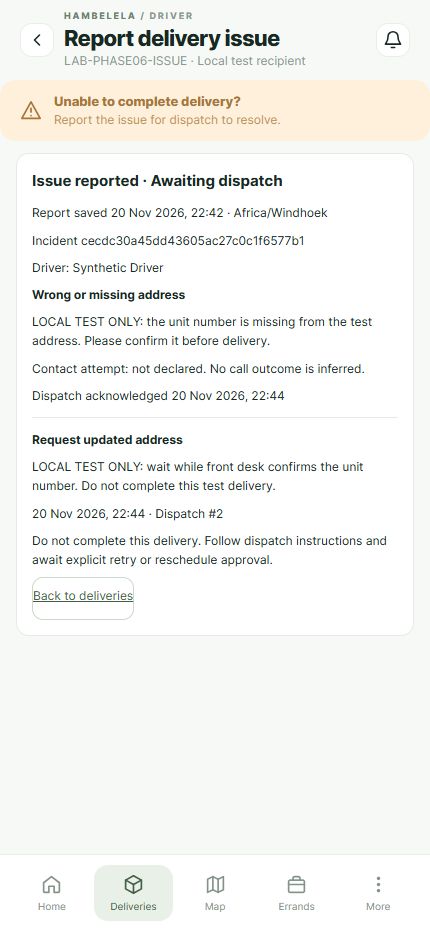 HAMBELELA / DRIVER
Report delivery issue
LAB-PHASE06-ISSUE · Local test recipient
Unable to complete delivery?
Report the issue for dispatch to resolve.
Issue reported · Awaiting dispatch
Report saved 20 Nov 2026, 22:42 · Africa/Windhoek
Incident cecdc30a45dd43605ac27c0c1f6577b1
Driver: Synthetic Driver
Wrong or missing address
LOCAL TEST ONLY: the unit number is missing from the test
address. Please confirm it before delivery.
Contact attempt: not declared. No call outcome is inferred.
Dispatch acknowledged 20 Nov 2026, 22:44
Request updated address
LOCAL TEST ONLY: wait while front desk confirms the unit
number. Do not complete this test delivery.
20 Nov 2026, 22:44 · Dispatch #2
Do not complete this delivery. Follow dispatch instructions and
await explicit retry or reschedule approval.
Back to deliveries
Home
Deliveries
Map
Errands
More